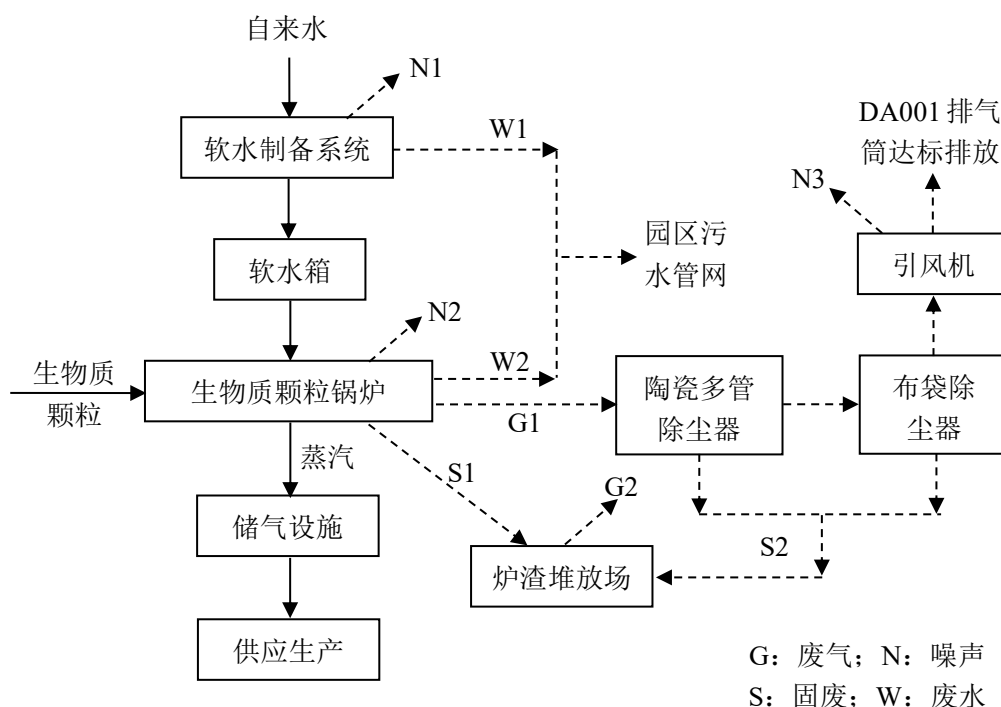 自来水
N1
DA001 排气
筒达标排放
W1
软水制备系统
N3
园区污
水管网
引风机
软水箱
N2
生物质
颗粒
生物质颗粒锅炉
W2
G1
陶瓷多管
除尘器
布袋除
尘器
蒸汽
S1
G2
储气设施
S2
炉渣堆放场
供应生产
G：废气；N：噪声
S：固废；W：废水